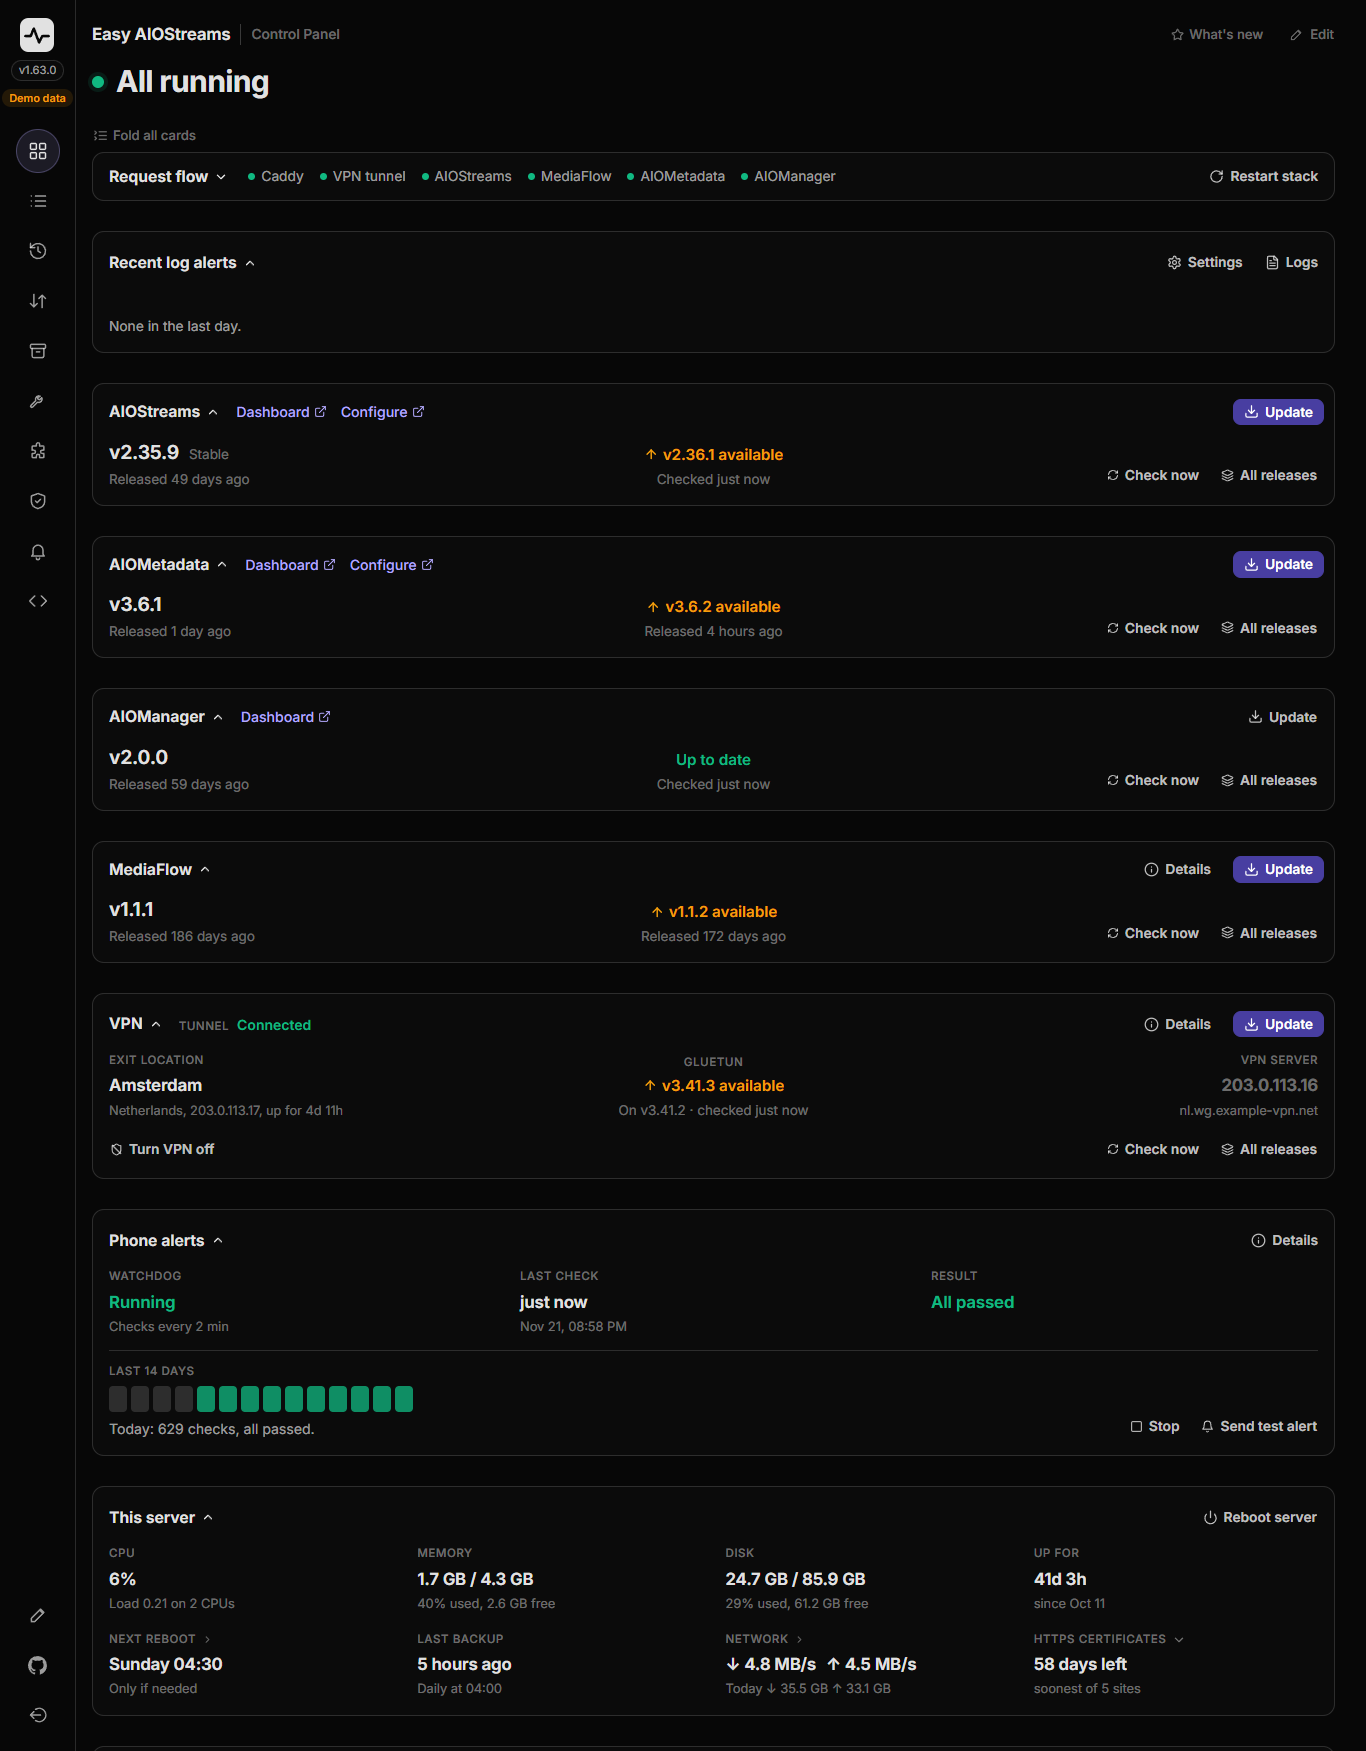 Easy AIOStreams Control Panel What's new Edit
v1.63.0
Demo data
All running
Fold all cards
Request flow Caddy VPN tunnel AIOStreams MediaFlow AIOMetadata AIOManager Restart stack
Recent log alerts Settings Logs
None in the last day.
AIOStreams Dashboard Configure Update
v2.35.9 Stable v2.36.1 available
Released 49 days ago Checked just now Check now All releases
AIOMetadata Dashboard Configure Update
v3.6.1 v3.6.2 available
Released 1 day ago Released 4 hours ago Check now All releases
AIOManager Dashboard Update
v2.0.0 Up to date
Released 59 days ago Checked just now Check now All releases
MediaFlow Details Update
v1.1.1 v1.1.2 available
Released 186 days ago Released 172 days ago Check now All releases
VPN TUNNEL Connected Details Update
EXIT LOCATION GLUETUN VPN SERVER
Amsterdam v3.41.3 available 203.0.113.16
Netherlands, 203.0.113.17, up for 4d 11h On v3.41.2 · checked just now nl.wg.example-vpn.net
Turn VPN off Check now All releases
Phone alerts Details
WATCHDOG LAST CHECK RESULT
Running just now All passed
Checks every 2 min Nov 21, 08:58 PM
LAST 14 DAYS
Today: 629 checks, all passed. Stop Send test alert
This server Reboot server
CPU MEMORY DISK UP FOR
6% 1.7 GB / 4.3 GB 24.7 GB / 85.9 GB 41d 3h
Load 0.21 on 2 CPUs 40% used, 2.6 GB free 29% used, 61.2 GB free since Oct 11
NEXT REBOOT LAST BACKUP NETWORK HTTPS CERTIFICATES
Sunday 04:30 5 hours ago ↓ 4.8 MB/s ↑ 4.5 MB/s 58 days left
Only if needed Daily at 04:00 Today ↓ 35.5 GB ↑ 33.1 GB soonest of 5 sites